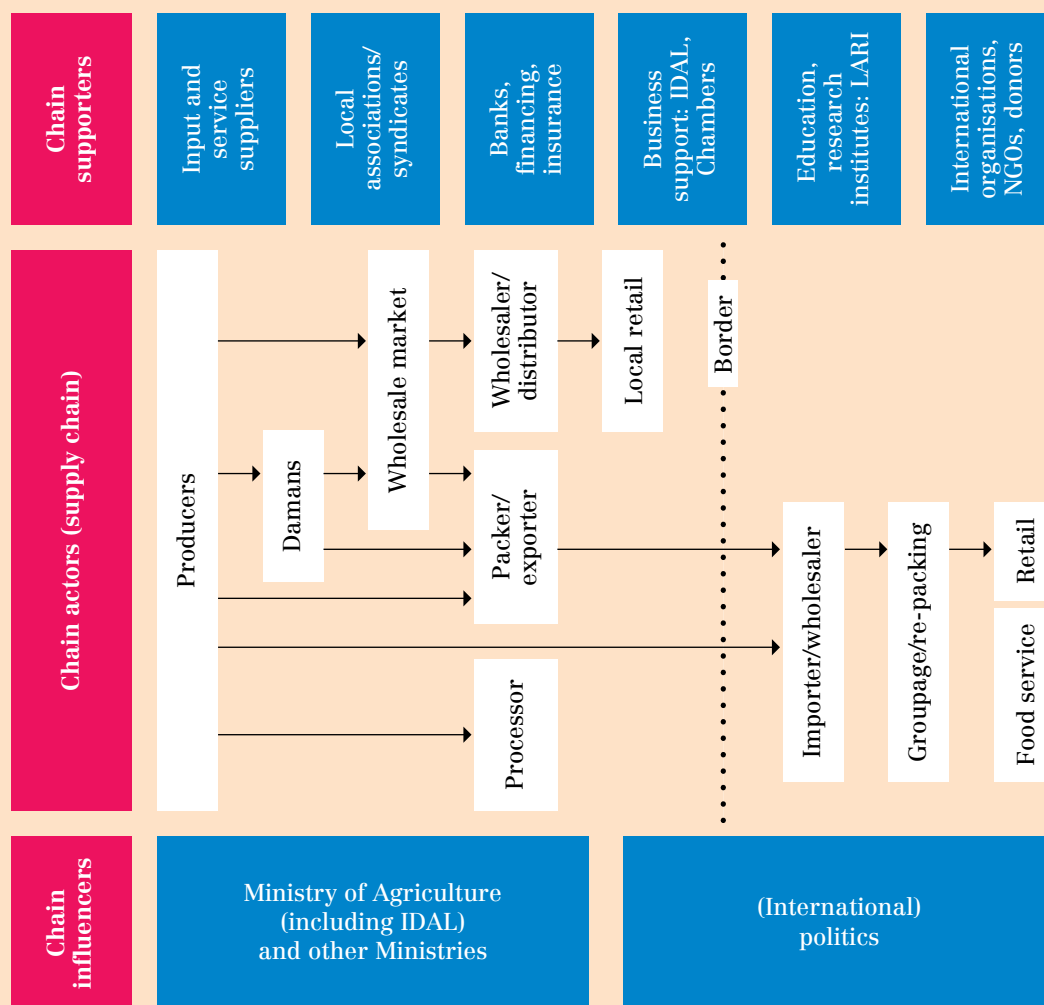 Chain
influencers
Chain actors (supply chain)
Chain
supporters
Ministry of Agriculture
(including IDAL)
and other Ministries
(International)
politics
Producers
Damans
Wholesale market
Processor
Packer/
exporter
Wholesaler/
distributor
Local retail
Border
Importer/wholesaler
Groupage/re-packing
Food service
Retail
Input and
service
suppliers
Local
associations/
syndicates
Banks,
financing,
insurance
Business
support: IDAL,
Chambers
Education,
research
institutes: LARI
International
organisations,
NGOs, donors